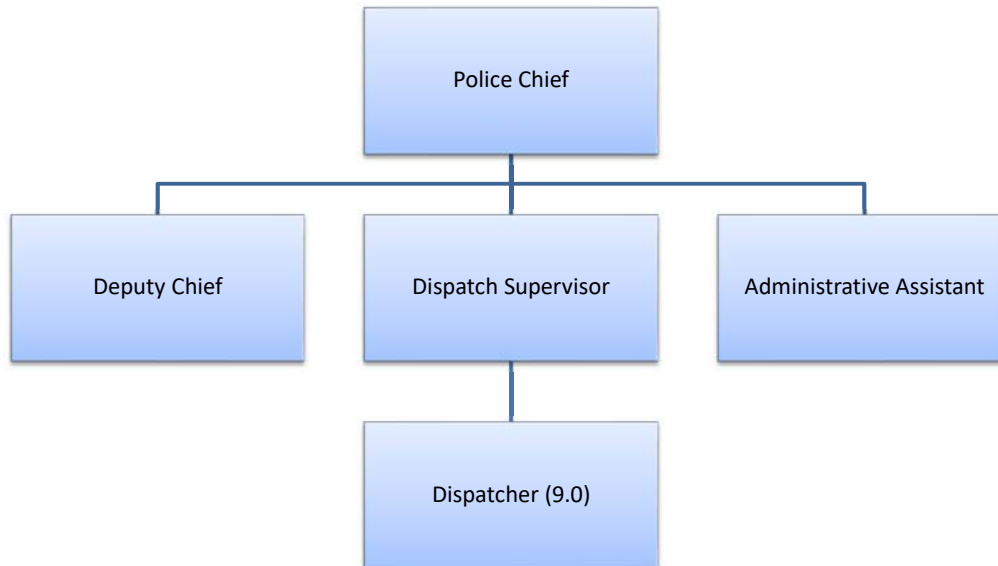 Police Chief
Deputy Chief
Dispatch Supervisor
Administrative Assistant
Dispatcher (9.0)